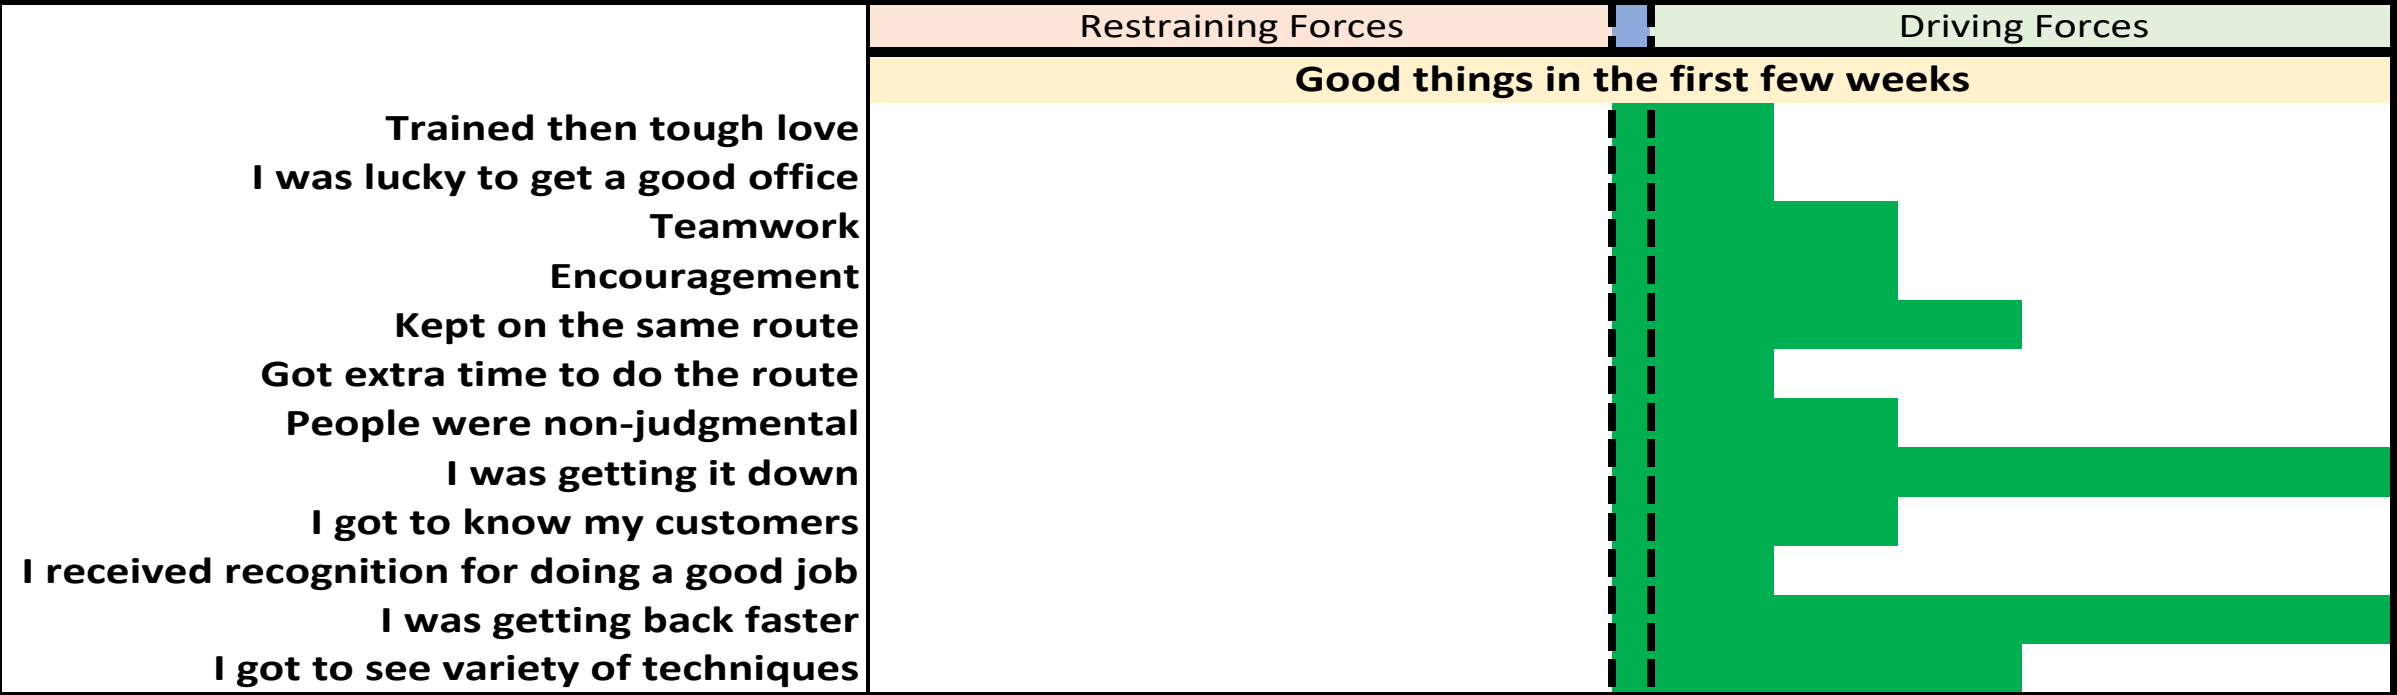 Restraining Forces
Driving Forces
Good things in the first few weeks
Trained then tough love
I was lucky to get a good office
Teamwork
Encouragement
Kept on the same route
Got extra time to do the route
People were non-judgmental
I was getting it down
I got to know my customers
I received recognition for doing a good job
I was getting back faster
I got to see variety of techniques